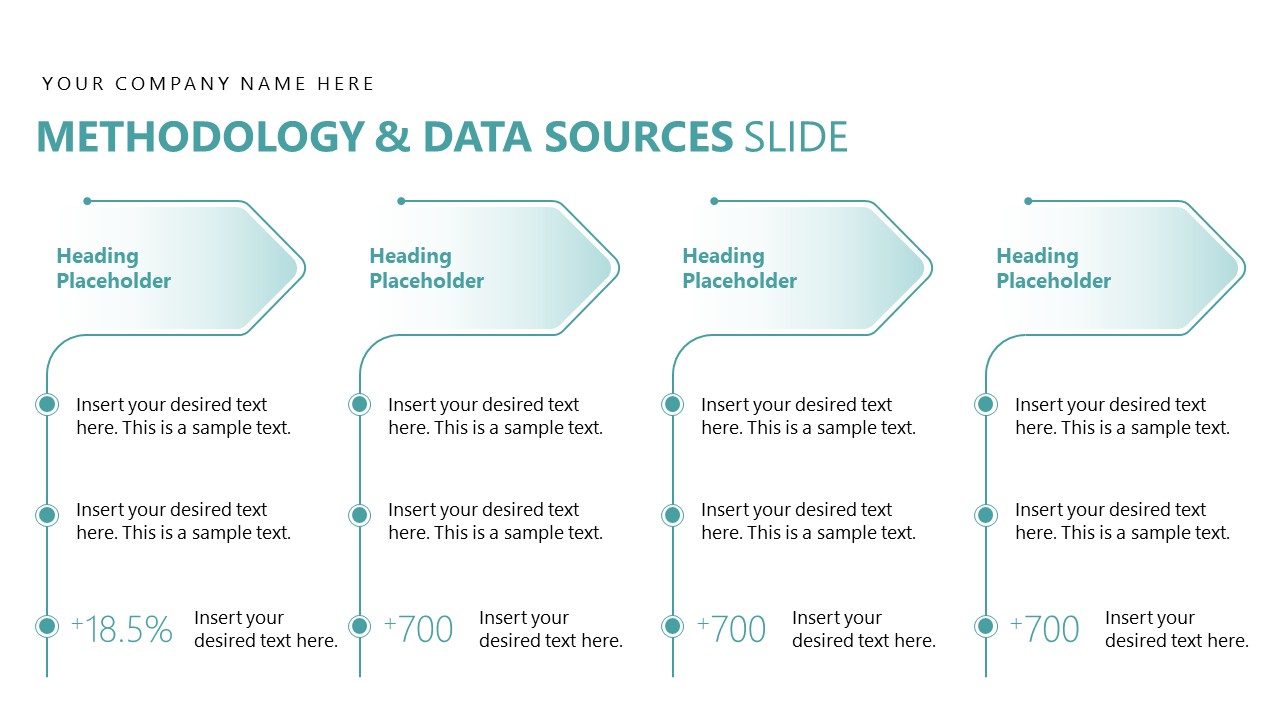 YOUR COMPANY NAME HERE
METHODOLOGY & DATA SOURCES SLIDE
Heading
Placeholder
Insert your desired text
here. This is a sample text.
Insert your desired text
here. This is a sample text.
+18.5%
Insert your
desired text here.
Heading
Placeholder
Insert your desired text
here. This is a sample text.
Insert your desired text
here. This is a sample text.
+700
Insert your
desired text here.
Heading
Placeholder
Insert your desired text
here. This is a sample text.
Insert your desired text
here. This is a sample text.
+700
Insert your
desired text here.
Heading
Placeholder
Insert your desired text
here. This is a sample text.
Insert your desired text
here. This is a sample text.
+700
Insert your
desired text here.